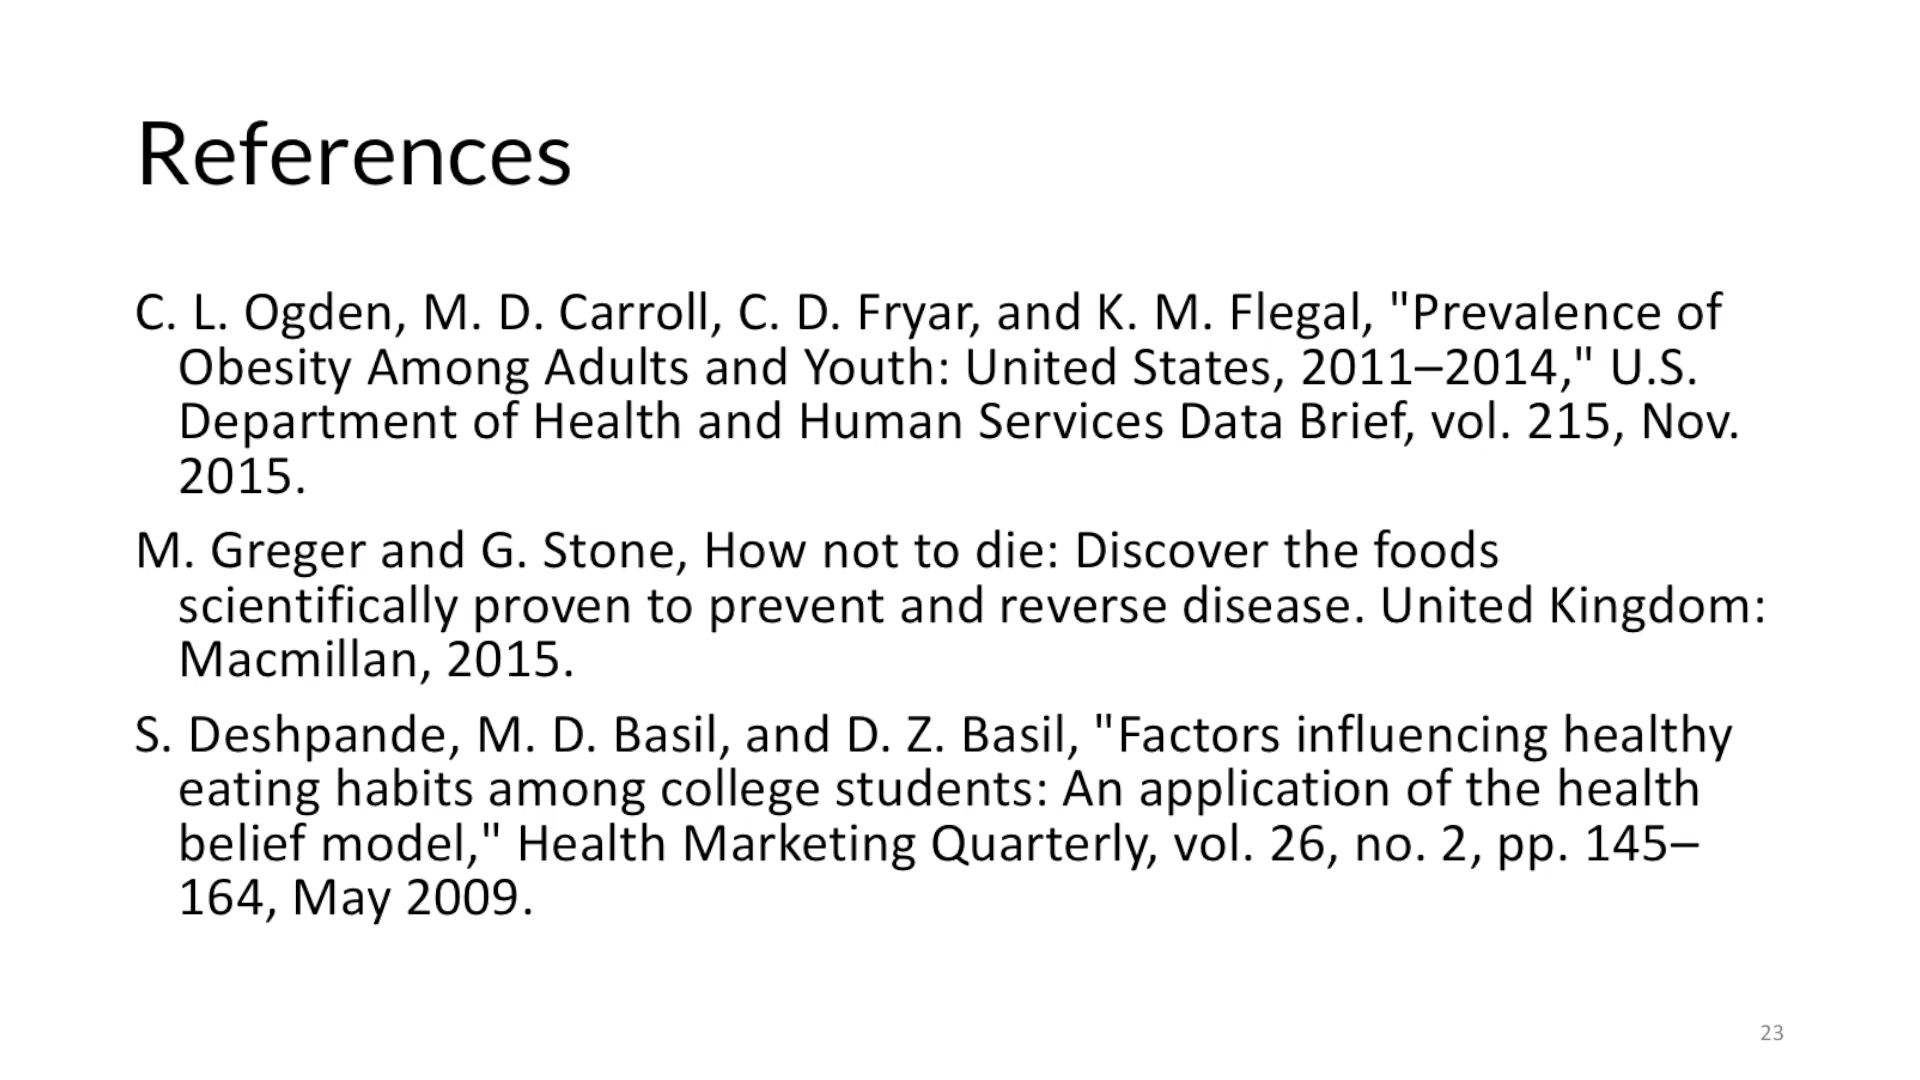 References
C. L. Ogden, M. D. Carroll, C. D. Fryar, and K. M. Flegal, "Prevalence of
Obesity Among Adults and Youth: United States, 2011–2014," U.S.
Department of Health and Human Services Data Brief, vol. 215, Nov.
2015.
M. Greger and G. Stone, How not to die: Discover the foods
scientifically proven to prevent and reverse disease. United Kingdom:
Macmillan, 2015.
S. Deshpande, M. D. Basil, and D. Z. Basil, "Factors influencing healthy
eating habits among college students: An application of the health
belief model," Health Marketing Quarterly, vol. 26, no. 2, pp. 145–
164, May 2009.
23